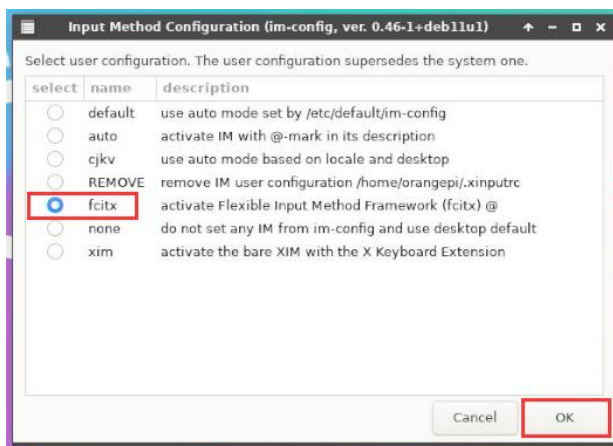 Input Method Configuration (im-config, ver. 0.46-1+deb11u1)
Select user configuration. The user configuration supersedes the system one.
select name description
default use auto mode set by /etc/default/im-config
auto activate IM with @-mark in its description
cjkv use auto mode based on locale and desktop
REMOVE remove IM user configuration /home/orangepi/.xinputrc
fcitx activate Flexible Input Method Framework (fcitx) @
none do not set any IM from im-config and use desktop default
xim activate the bare XIM with the X Keyboard Extension
Cancel OK